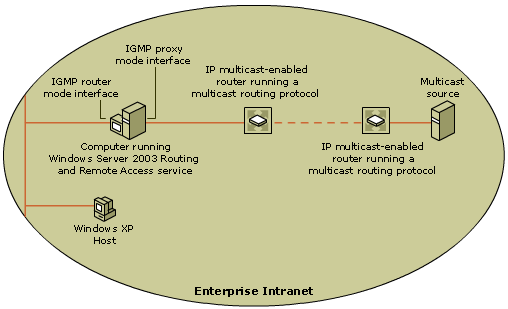 IGMP proxy
mode interface
IGMP router
mode interface
IP multicast-enabled
router running a
multicast routing protocol
Multicast
source
Computer running
Windows Server 2003 Routing
and Remote Access service
IP multicast-enabled
router running a
multicast routing protocol
Windows XP
Host
Enterprise Intranet